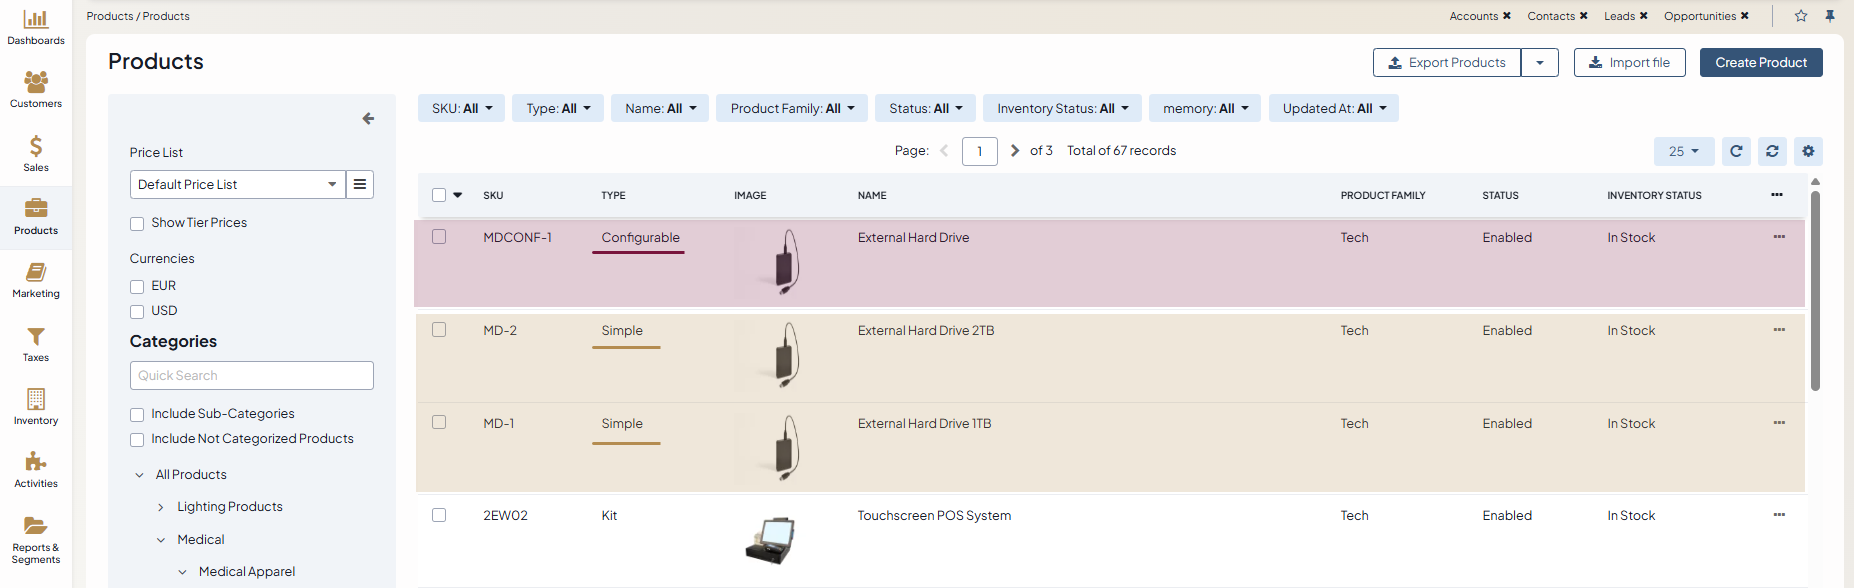 Dashboards
Customers
Sales
Products
Marketing
Taxes
Inventory
Activities
Reports &
Segments
Products / Products
Accounts ✖ Contacts ✖ Leads ✖ Opportunities ✖
Products
Export Products
Import file
Create Product
Price List
Default Price List
Show Tier Prices
Currencies
EUR
USD
Categories
Quick Search
Include Sub-Categories
Include Not Categorized Products
All Products
Lighting Products
Medical
Medical Apparel
SKU: All Type: All Name: All Product Family: All Status: All Inventory Status: All memory: All Updated At: All
Page: 1 of 3 Total of 67 records
25
SKU TYPE IMAGE NAME PRODUCT FAMILY STATUS INVENTORY STATUS
MDCONF-1 Configurable External Hard Drive Tech Enabled In Stock
MD-2 Simple External Hard Drive 2TB Tech Enabled In Stock
MD-1 Simple External Hard Drive 1TB Tech Enabled In Stock
2EW02 Kit Touchscreen POS System Tech Enabled In Stock